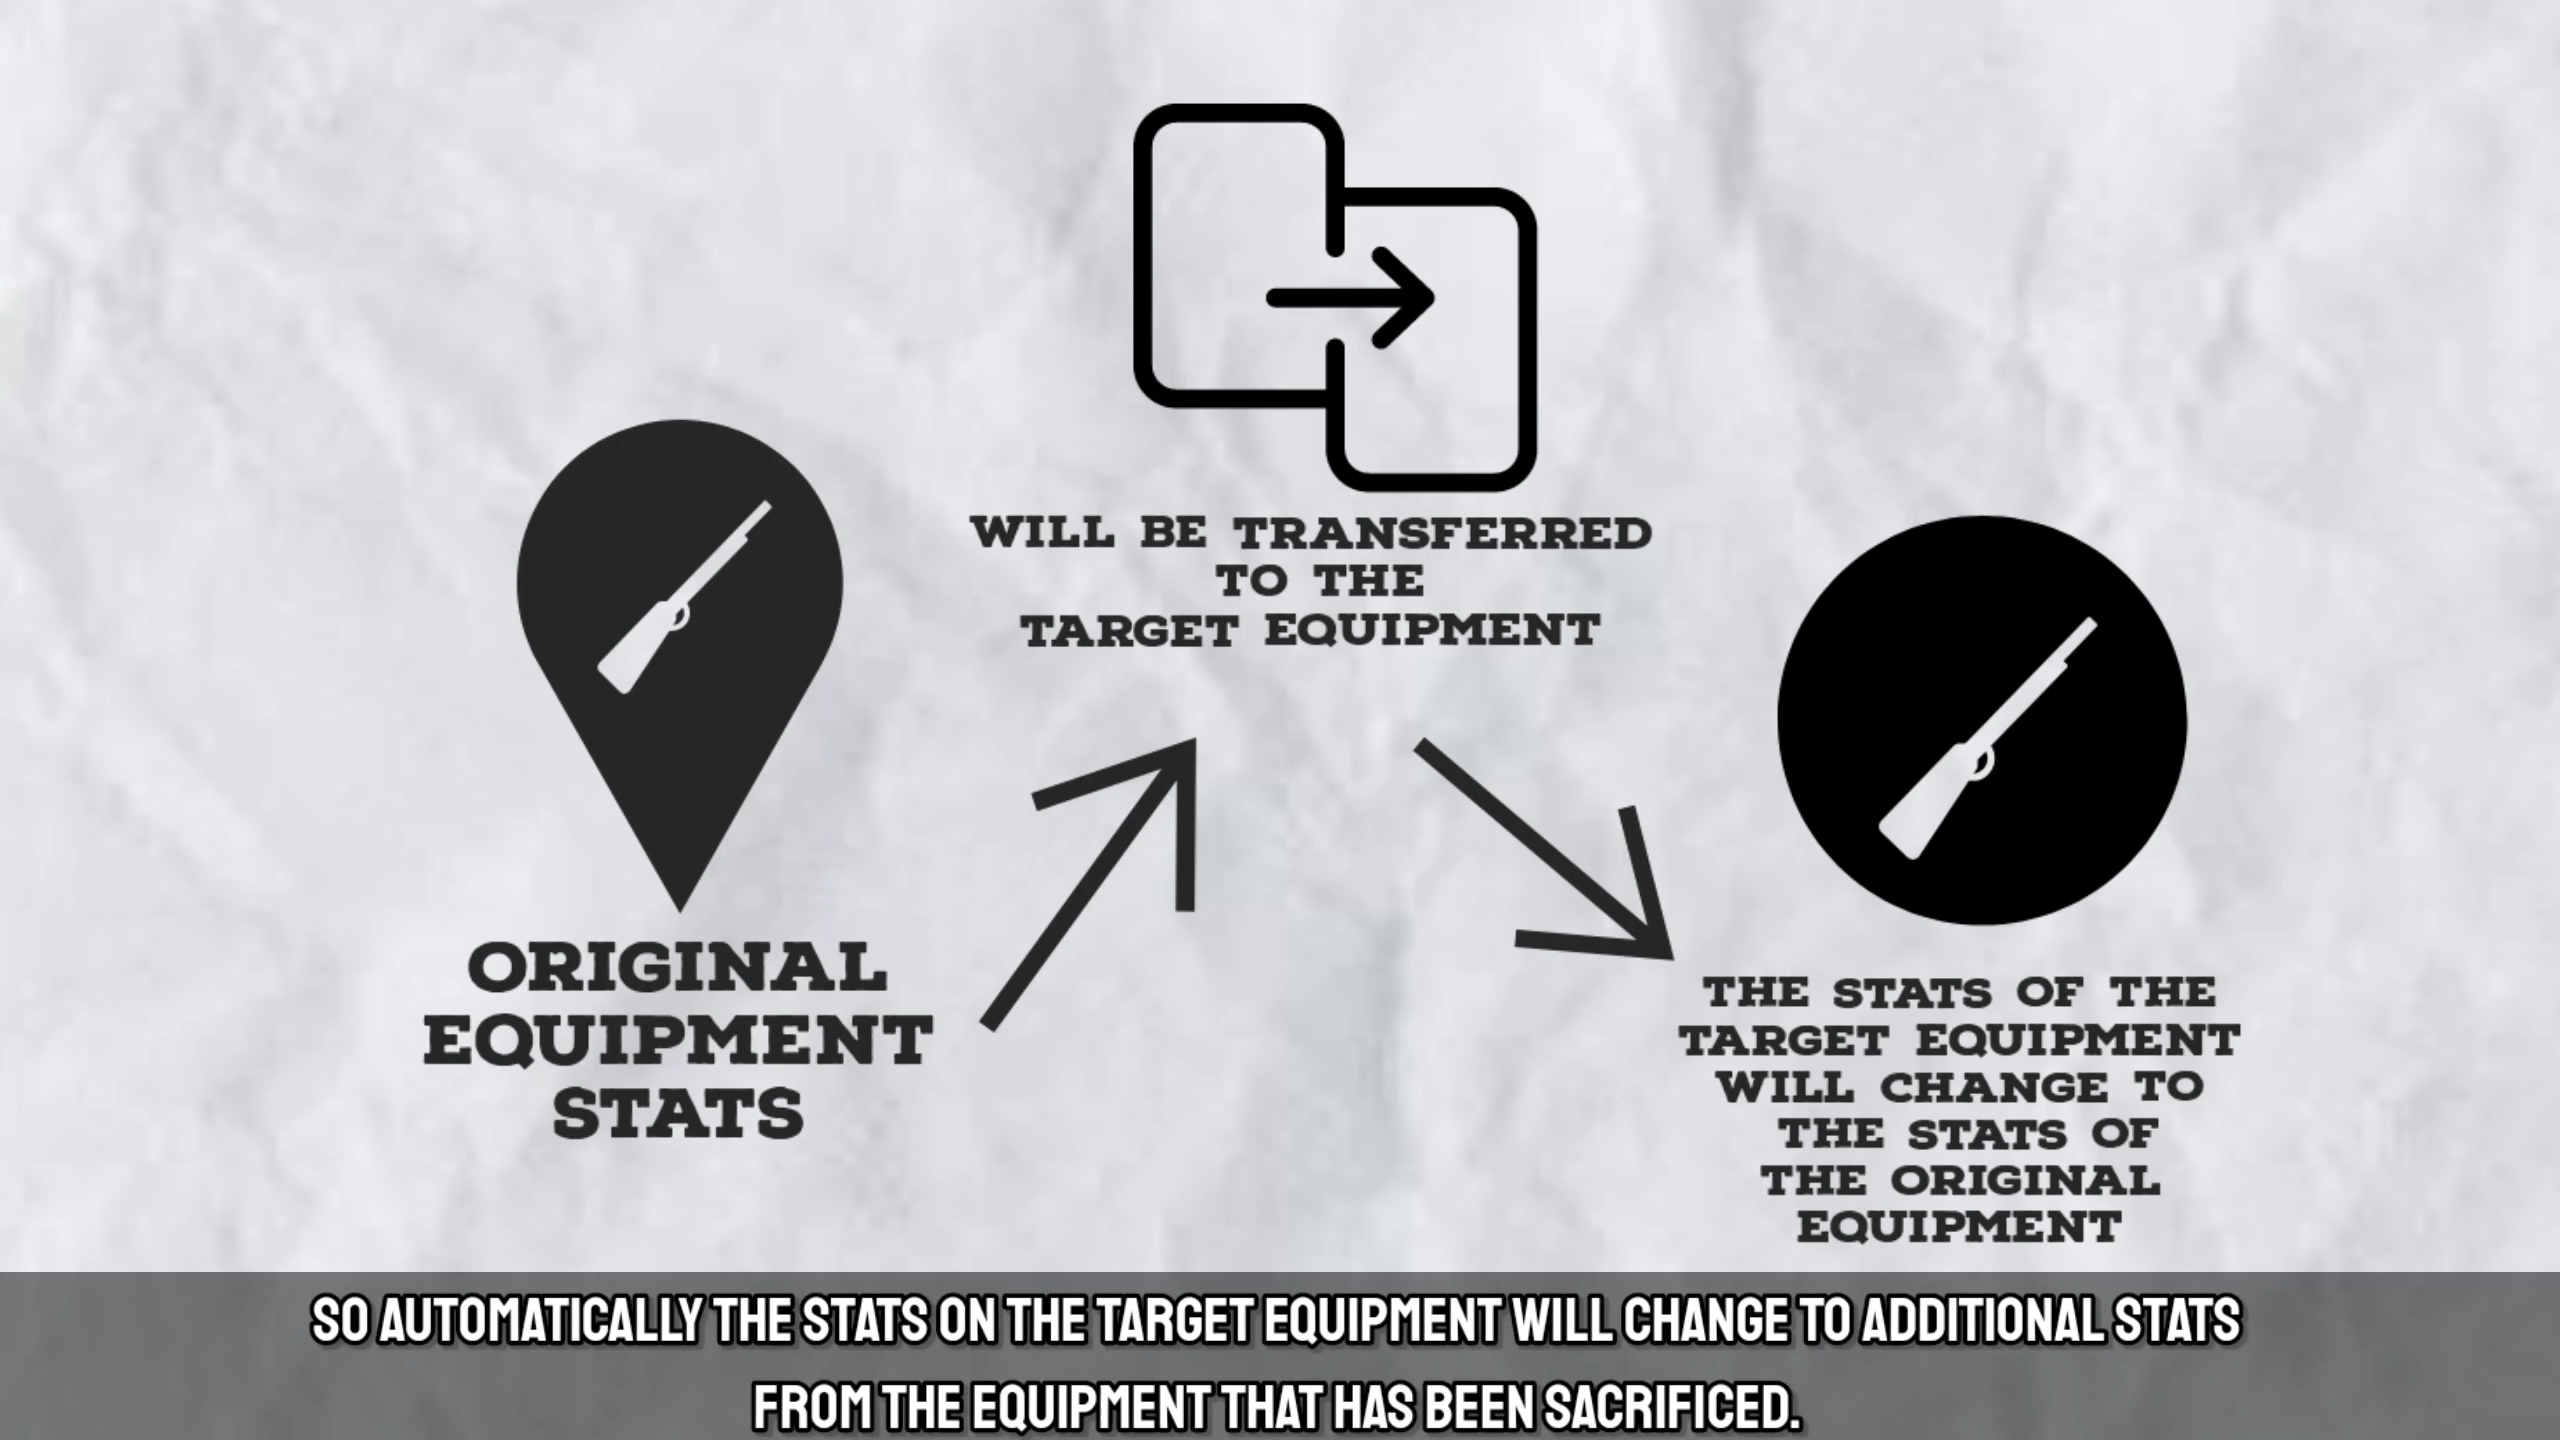 WILL BE TRANSFERRED
TO THE
TARGET EQUIPMENT
ORIGINAL
EQUIPMENT
STATS
THE STATS OF THE
TARGET EQUIPMENT
WILL CHANGE TO
THE STATS OF
THE ORIGINAL
EQUIPMENT
SO AUTOMATICALLY THE STATS ON THE TARGET EQUIPMENT WILL CHANGE TO ADDITIONAL STATS
FROM THE EQUIPMENT THAT HAS BEEN SACRIFICED.